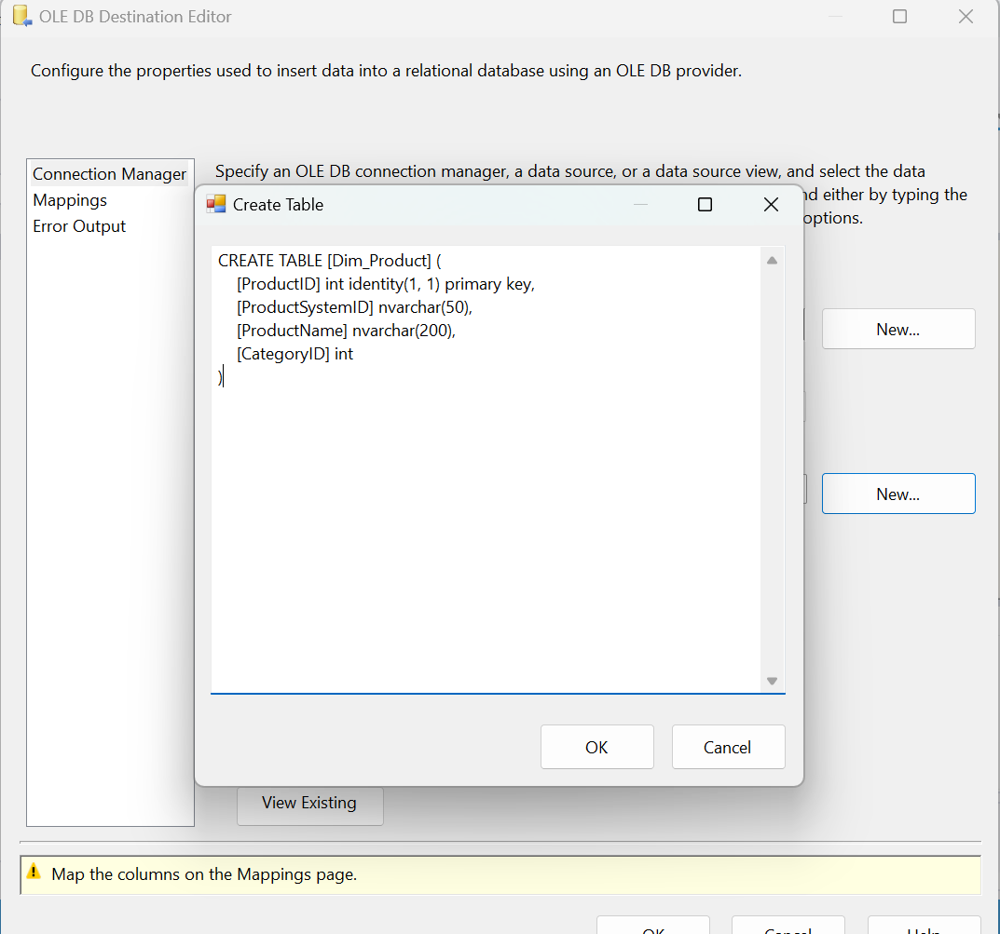 OLE DB Destination Editor
Configure the properties used to insert data into a relational database using an OLE DB provider.
Connection Manager
Mappings
Error Output
Specify an OLE DB connection manager, a data source, or a data source view, and select the data
and either by typing the
options.
Create Table
CREATE TABLE [Dim_Product] (
[ProductID] int identity(1, 1) primary key,
[ProductSystemID] nvarchar(50),
[ProductName] nvarchar(200),
[CategoryID] int
)
New...
New...
OK
Cancel
View Existing
Map the columns on the Mappings page.
OK
Cancel
Help